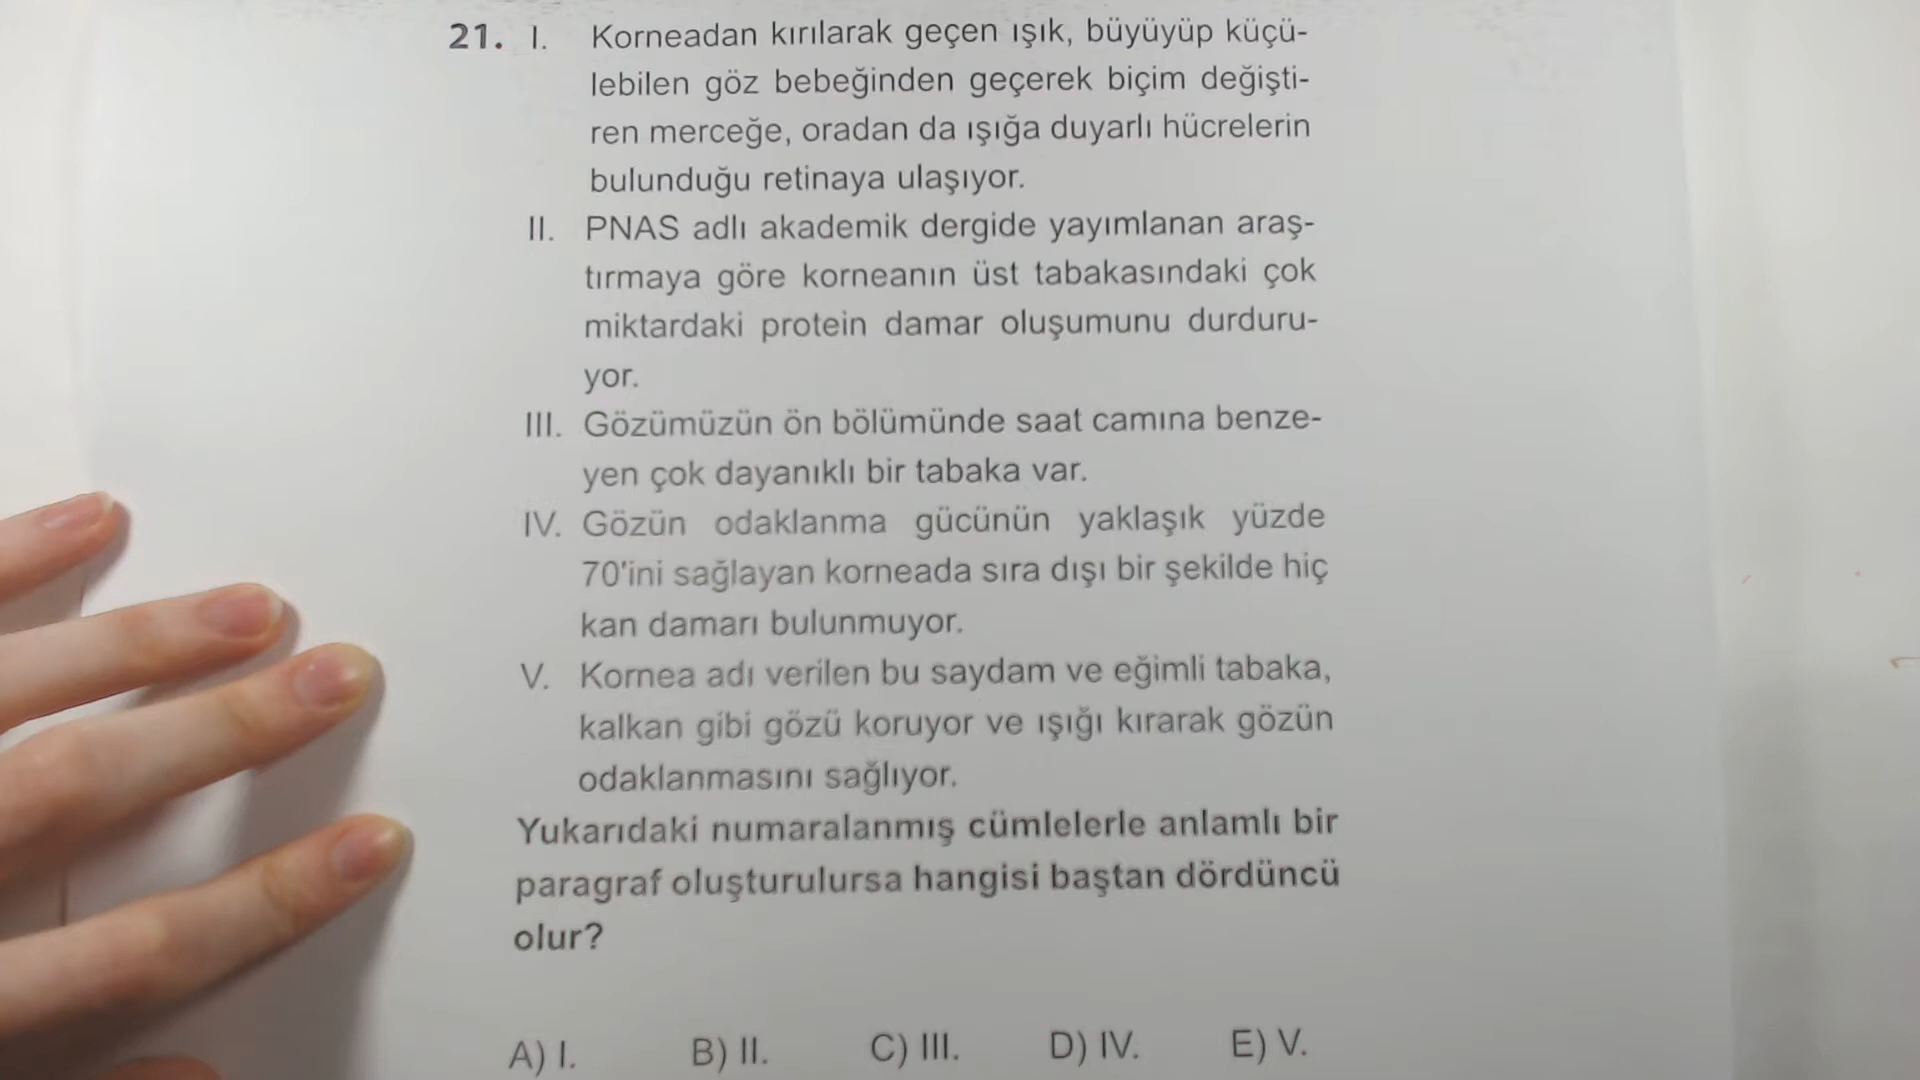 21. I. Korneadan kırılarak geçen ışık, büyüyüp küçü-
lebilen göz bebeğinden geçerek biçim değişti-
ren merceğe, oradan da ışığa duyarlı hücrelerin
bulunduğu retinaya ulaşıyor.
II. PNAS adlı akademik dergide yayımlanan araş-
tırmaya göre korneanın üst tabakasındaki çok
miktardaki protein damar oluşumunu durduru-
yor.
III. Gözümüzün ön bölümünde saat camına benze-
yen çok dayanıklı bir tabaka var.
IV. Gözün odaklanma gücünün yaklaşık yüzde
70'ini sağlayan korneada sıra dışı bir şekilde hiç
kan damarı bulunmuyor.
V. Kornea adı verilen bu saydam ve eğimli tabaka,
kalkan gibi gözü koruyor ve ışığı kırarak gözün
odaklanmasını sağlıyor.
Yukarıdaki numaralanmış cümlelerle anlamlı bir
paragraf oluşturulursa hangisi baştan dördüncü
olur?
A) I. B) II. C) III. D) IV. E) V.